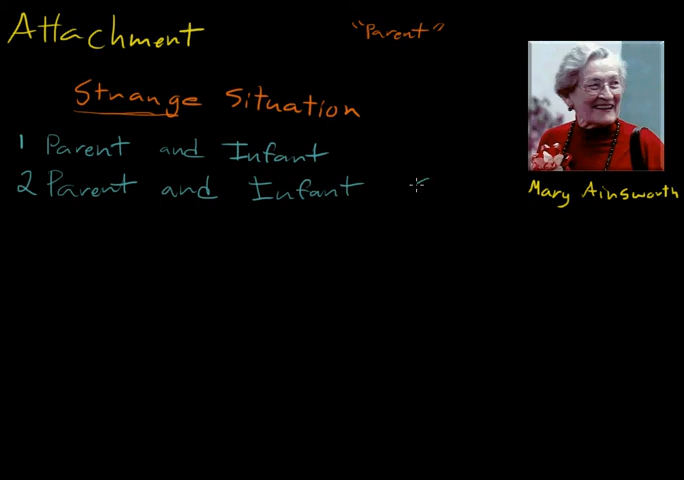 Attachment
"Parent"
Strange Situation
1 Parent and Infant
2 Parent and Infant
Mary Ainsworth